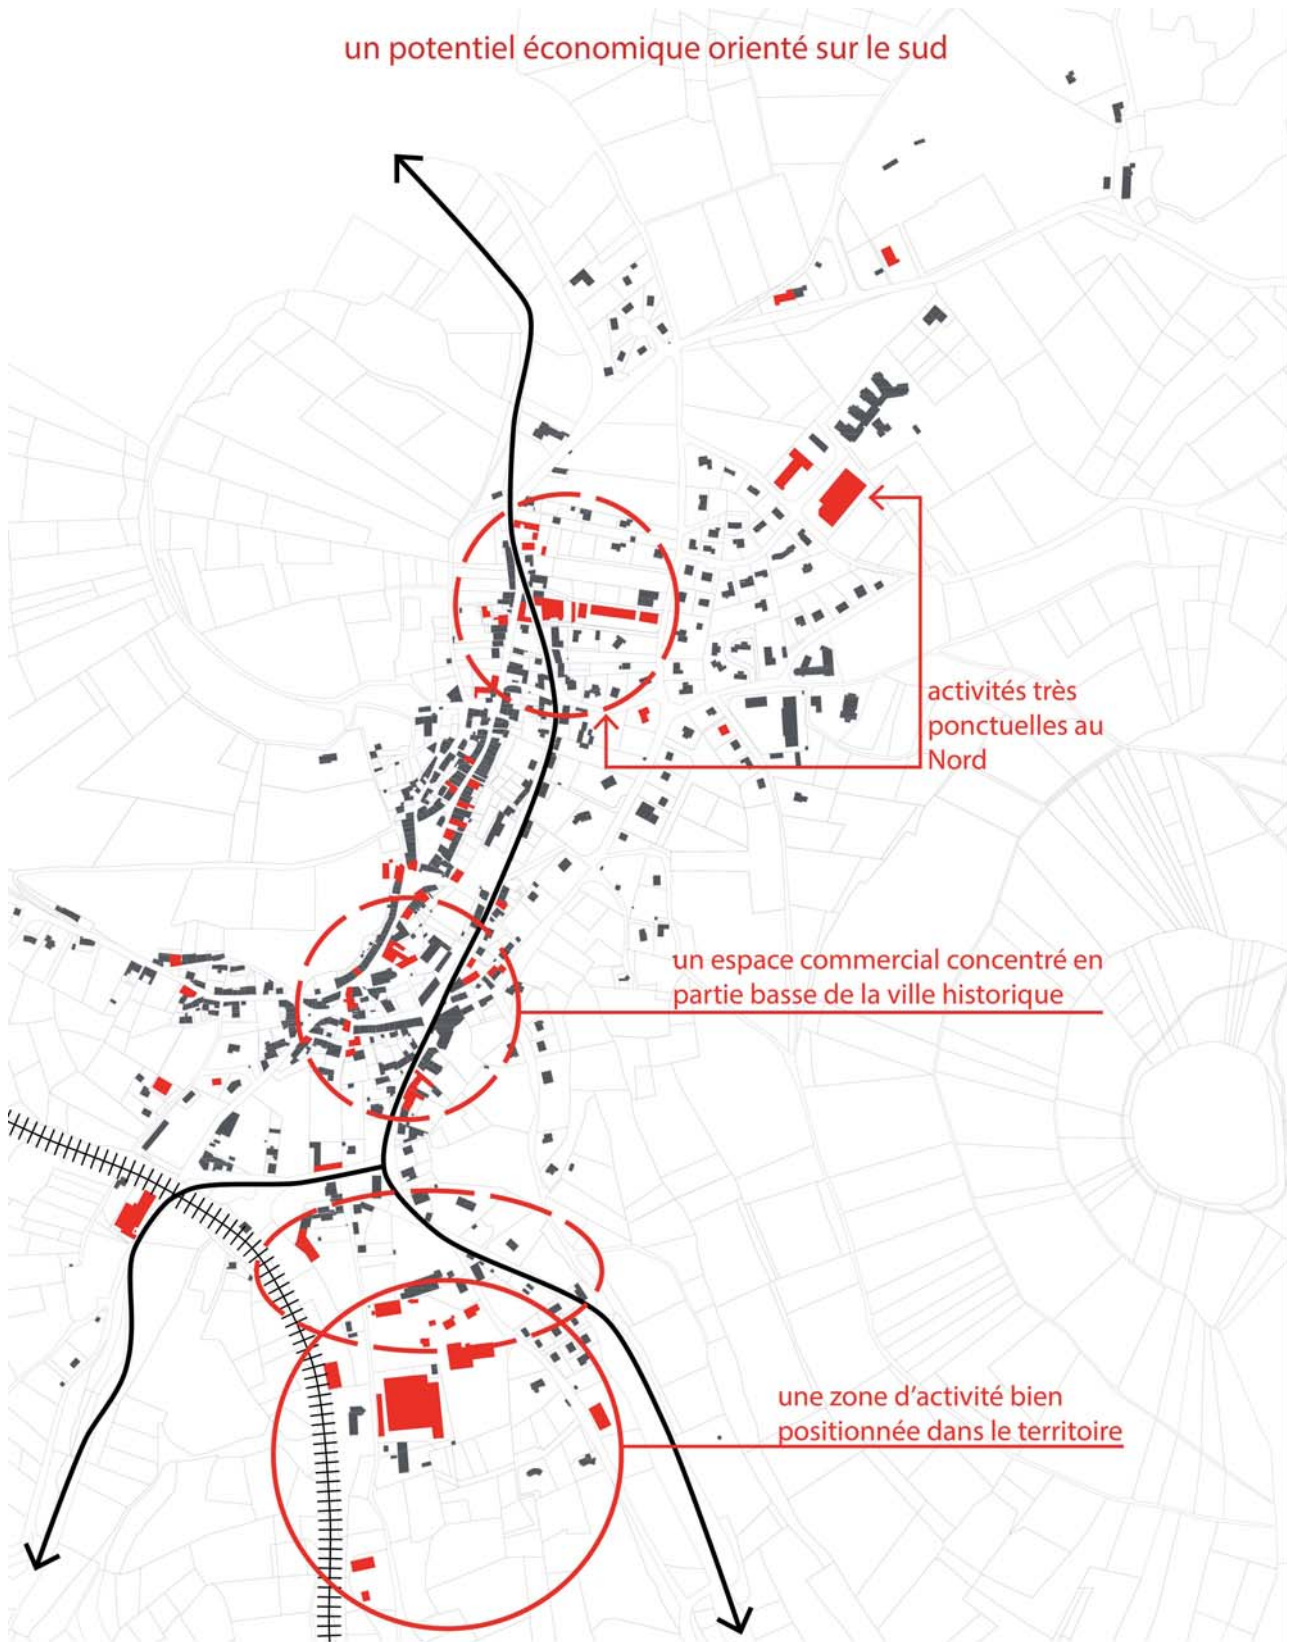 un potentiel économique orienté sur le sud
activités très
ponctuelles au
Nord
un espace commercial concentré en
partie basse de la ville historique
une zone d'activité bien
positionnée dans le territoire